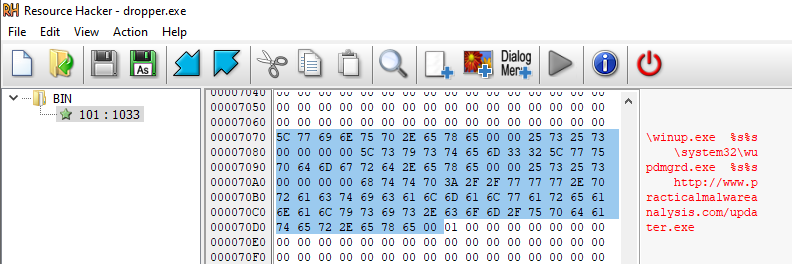 RH Resource Hacker - dropper.exe
File Edit View Action Help
As
Dialog
Men
BIN
101 : 1033
00007040 00 00 00 00 00 00 00 00 00 00 00 00 00 00 00 00
00007050 00 00 00 00 00 00 00 00 00 00 00 00 00 00 00 00
00007060 00 00 00 00 00 00 00 00 00 00 00 00 00 00 00 00
00007070 5C 77 69 6E 75 70 2E 65 78 65 00 00 25 73 25 73 \winup.exe %s%s
00007080 00 00 00 00 5C 73 79 73 74 65 6D 33 32 5C 77 75 \system32\wu
00007090 70 64 6D 67 72 64 2E 65 78 65 00 00 25 73 25 73 pdmgrd.exe %s%s
000070A0 00 00 00 00 68 74 74 70 3A 2F 2F 77 77 77 2E 70 http://www.p
000070B0 72 61 63 74 69 63 61 6C 6D 61 6C 77 61 72 65 61 racticalmalwarea
000070C0 6E 61 6C 79 73 69 73 2E 63 6F 6D 2F 75 70 64 61 nalysis.com/upda
000070D0 74 65 72 2E 65 78 65 00 01 00 00 00 00 00 00 00 ter.exe
000070E0 00 00 00 00 00 00 00 00 00 00 00 00 00 00 00 00
000070F0 00 00 00 00 00 00 00 00 00 00 00 00 00 00 00 00